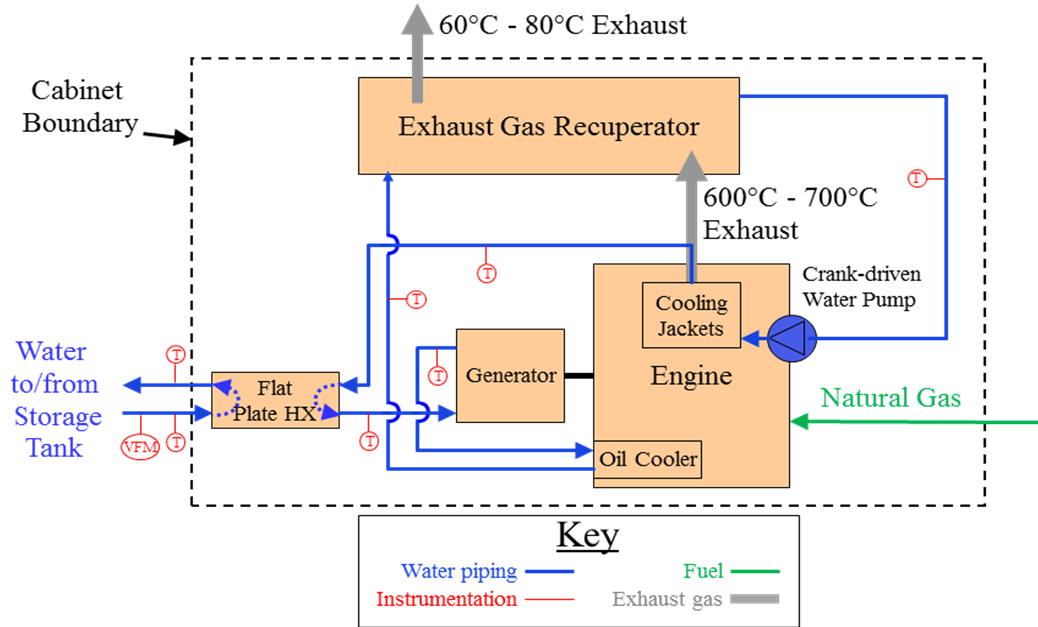 60°C - 80°C Exhaust
Cabinet
Boundary
Exhaust Gas Recuperator
T
600°C - 700°C
Exhaust
T
T
Crank-driven
Water Pump
Cooling
Jackets
Water
to/from
Storage
Tank
T
VFM
T
Flat
Plate HX
T
T
Generator
Engine
Natural Gas
Oil Cooler
Key
Water piping
Fuel
Instrumentation
Exhaust gas